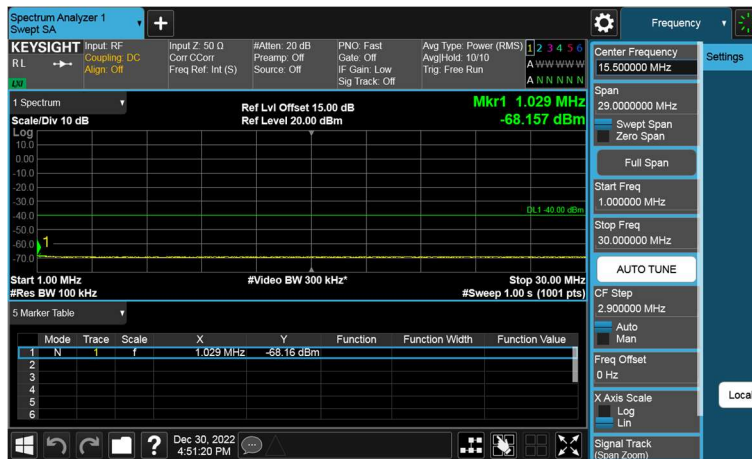 Spectrum Analyzer 1
Swept SA
+
Frequency
KEYSIGHT
RL
LXI
Input: RF
Coupling: DC
Align: Off
Input Z: 50 Ω
Corr CCorr
Freq Ref: Int (S)
#Atten: 20 dB
Preamp: Off
Source: Off
PNO: Fast
Gate: Off
IF Gain: Low
Sig Track: Off
Avg Type: Power (RMS)
Avg|Hold: 10/10
Trig: Free Run
1 2 3 4 5 6
A W W W W W
A N N N N N
1 Spectrum
Scale/Div 10 dB
Ref Lvl Offset 15.00 dB
Ref Level 20.00 dBm
Mkr1 1.029 MHz
-68.157 dBm
Log
10.0
0.00
-10.0
-20.0
-30.0
-40.0
-50.0
-60.0
-70.0
DL1 -40.00 dBm
1
Start 1.00 MHz
#Res BW 100 kHz
#Video BW 300 kHz*
Stop 30.00 MHz
#Sweep 1.00 s (1001 pts)
5 Marker Table
Mode Trace Scale X Y Function Function Width Function Value
1 N 1 f 1.029 MHz -68.16 dBm
2
3
4
5
6
?
Dec 30, 2022
4:51:20 PM
Center Frequency
15.500000 MHz
Span
29.0000000 MHz
Swept Span
Zero Span
Full Span
Start Freq
1.000000 MHz
Stop Freq
30.000000 MHz
AUTO TUNE
CF Step
2.900000 MHz
Auto
Man
Freq Offset
0 Hz
X Axis Scale
Log
Lin
Signal Track
(Span Zoom)
Settings
Local